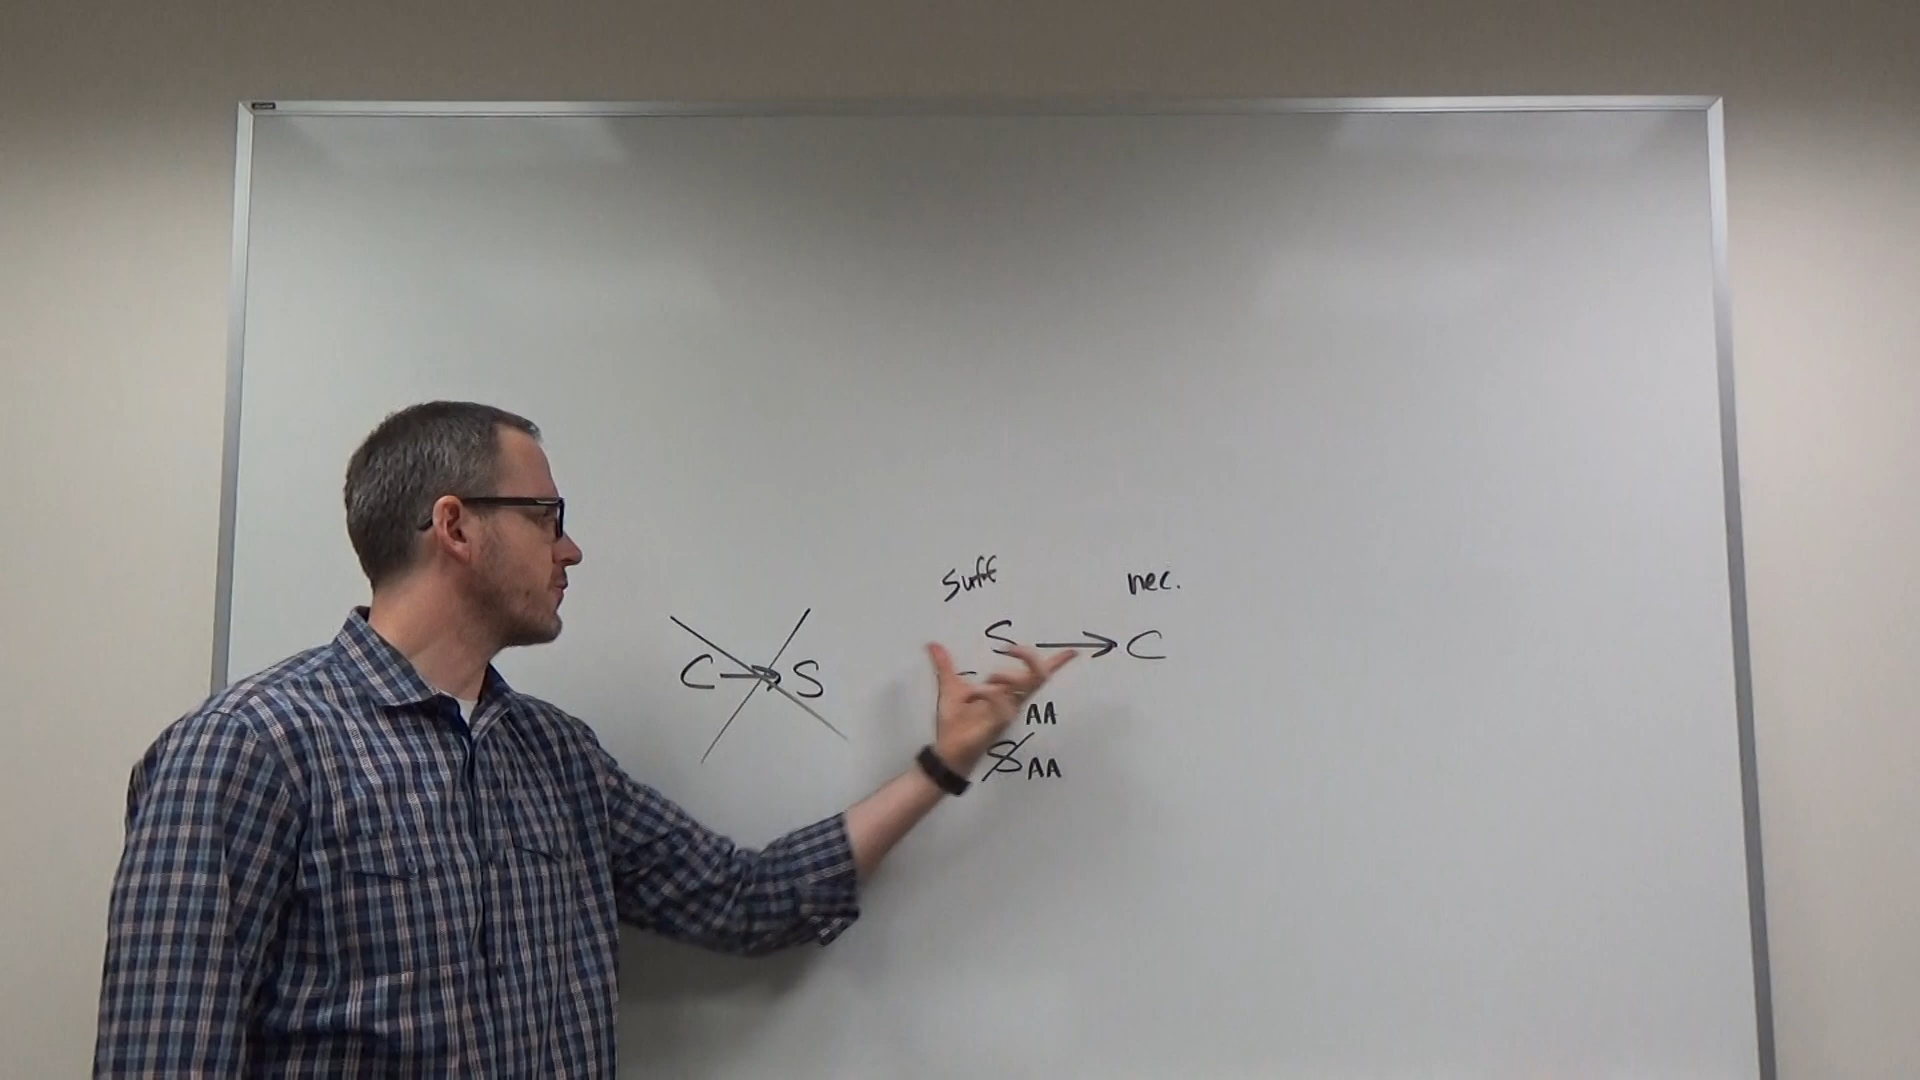 suff nec.
S → C
C → S
AA
S AA